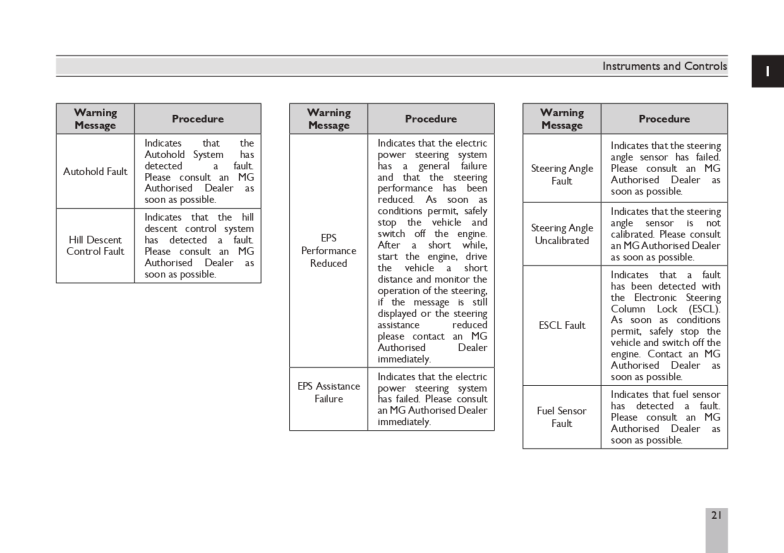 Instruments and Controls
1
Warning
Message
Procedure
Autohold Fault
Indicates that the
Autohold System has
detected a fault.
Please consult an MG
Authorised Dealer as
soon as possible.
Hill Descent
Control Fault
Indicates that the hill
descent control system
has detected a fault.
Please consult an MG
Authorised Dealer as
soon as possible.
Warning
Message
Procedure
EPS
Performance
Reduced
Indicates that the electric
power steering system
has a general failure
and that the steering
performance has been
reduced. As soon as
conditions permit, safely
stop the vehicle and
switch off the engine.
After a short while,
start the engine, drive
the vehicle a short
distance and monitor the
operation of the steering,
if the message is still
displayed or the steering
assistance reduced
please contact an MG
Authorised Dealer
immediately.
EPS Assistance
Failure
Indicates that the electric
power steering system
has failed. Please consult
an MG Authorised Dealer
immediately.
Warning
Message
Procedure
Steering Angle
Fault
Indicates that the steering
angle sensor has failed.
Please consult an MG
Authorised Dealer as
soon as possible.
Steering Angle
Uncalibrated
Indicates that the steering
angle sensor is not
calibrated. Please consult
an MG Authorised Dealer
as soon as possible.
ESCL Fault
Indicates that a fault
has been detected with
the Electronic Steering
Column Lock (ESCL).
As soon as conditions
permit, safely stop the
vehicle and switch off the
engine. Contact an MG
Authorised Dealer as
soon as possible.
Fuel Sensor
Fault
Indicates that fuel sensor
has detected a fault.
Please consult an MG
Authorised Dealer as
soon as possible.
21